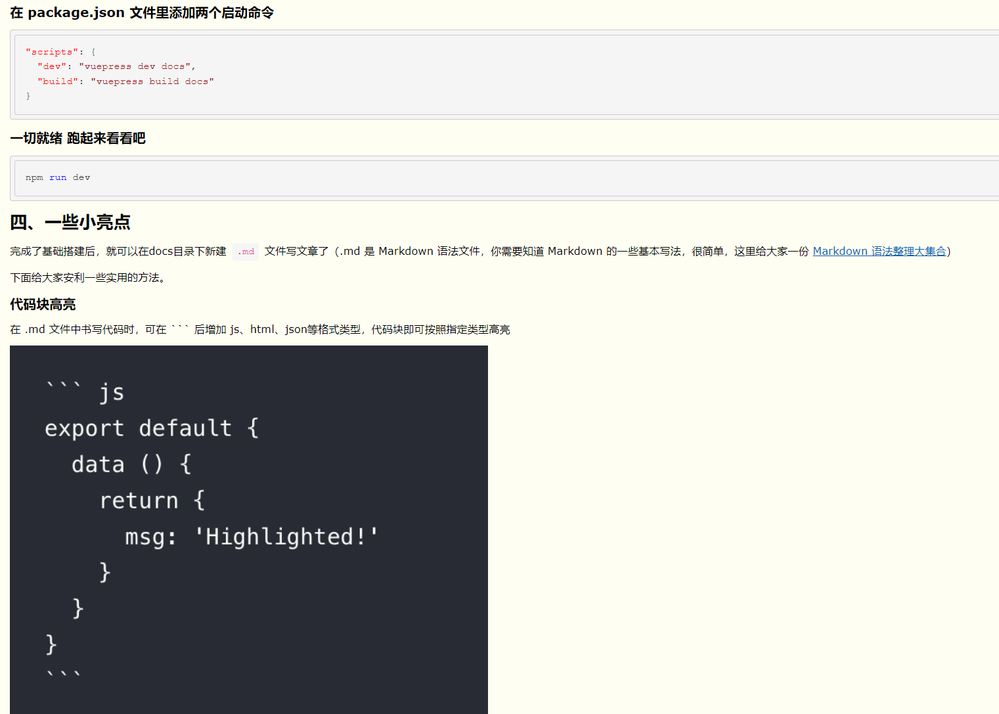 在 package.json 文件里添加两个启动命令
"scripts": {
  "dev": "vuepress dev docs",
  "build": "vuepress build docs"
}
一切就绪 跑起来看看吧
npm run dev
四、一些小亮点
完成了基础搭建后，就可以在docs目录下新建 .md 文件写文章了（.md 是 Markdown 语法文件，你需要知道 Markdown 的一些基本写法，很简单，这里给大家一份 Markdown 语法整理大集合）
下面给大家安利一些实用的方法。
代码块高亮
在 .md 文件中书写代码时，可在 ``` 后增加 js、html、json等格式类型，代码块即可按照指定类型高亮
``` js
export default {
  data () {
    return {
      msg: 'Highlighted!'
    }
  }
}
```